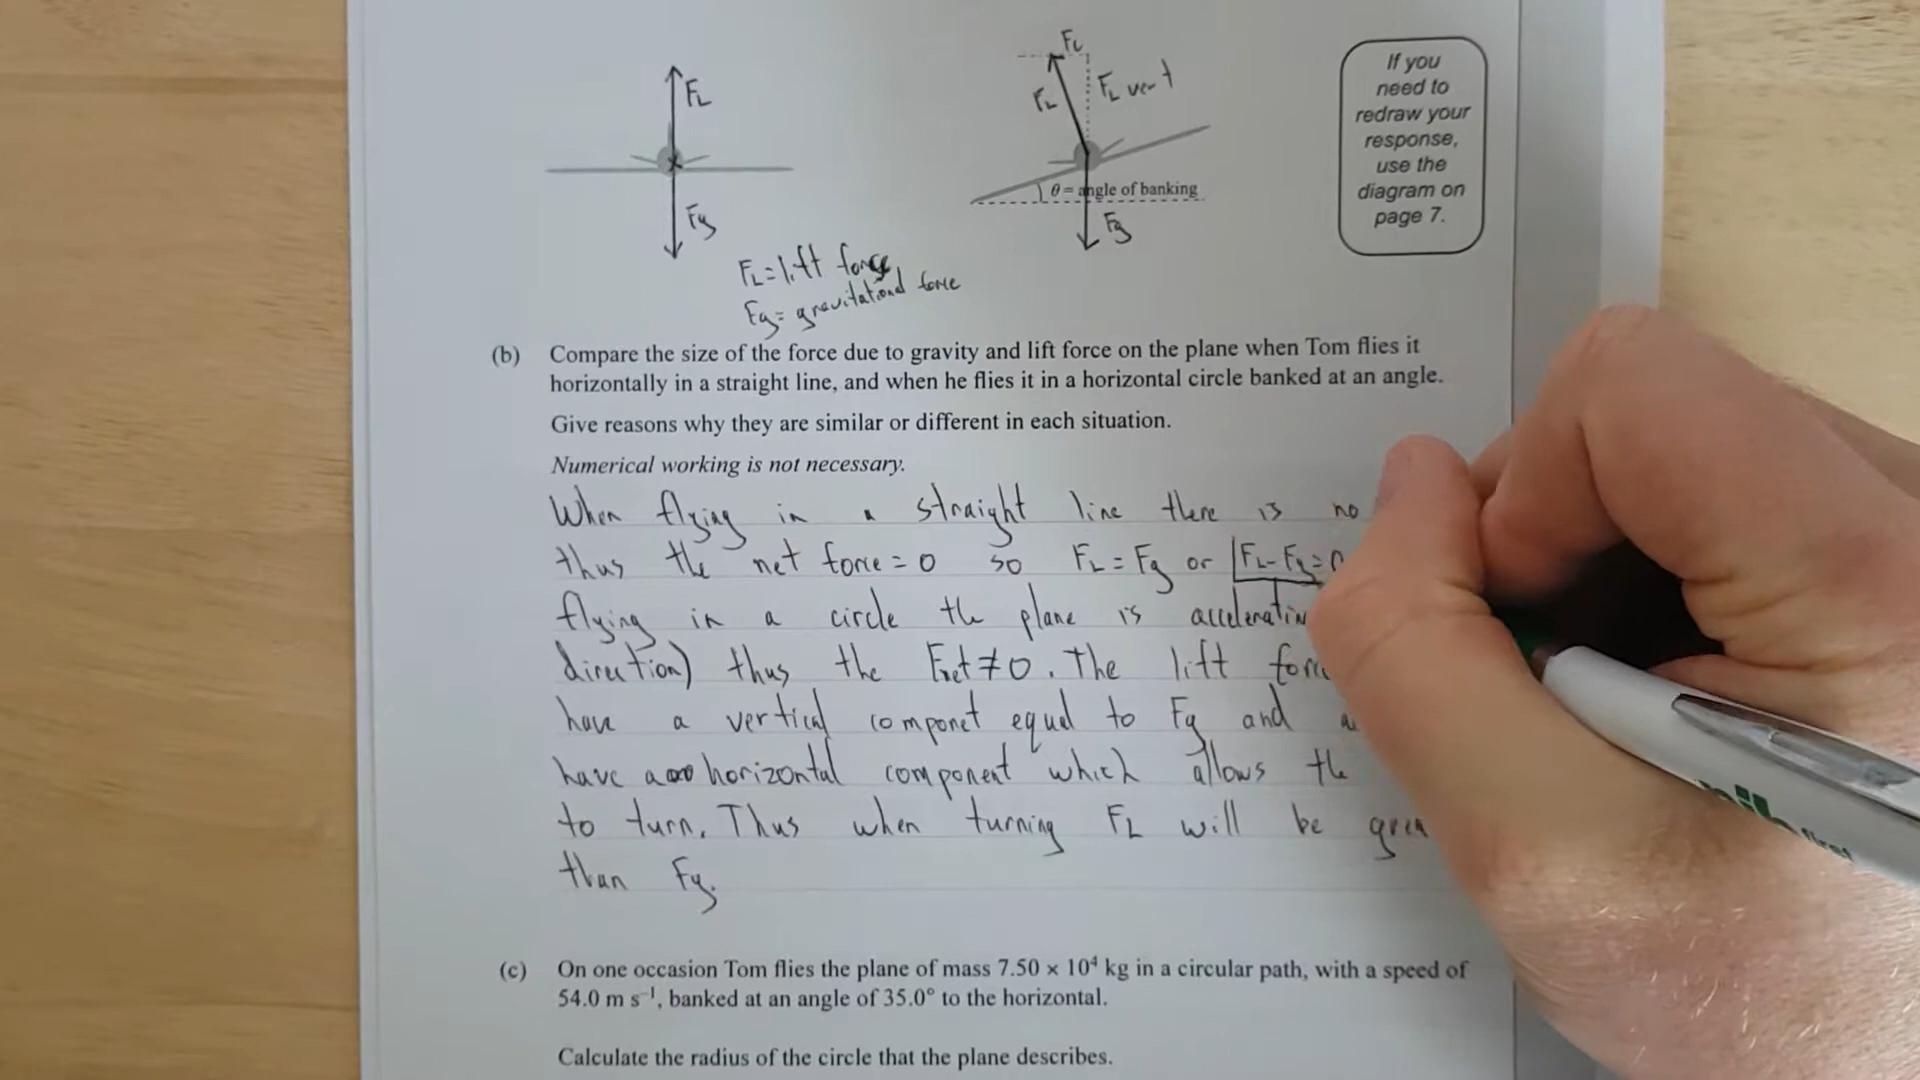 FL
Fg
FL
FL
FL vert
θ = angle of banking
Fg
FL = lift force
Fg = gravitational force
If you
need to
redraw your
response,
use the
diagram on
page 7.
(b) Compare the size of the force due to gravity and lift force on the plane when Tom flies it
horizontally in a straight line, and when he flies it in a horizontal circle banked at an angle.
Give reasons why they are similar or different in each situation.
Numerical working is not necessary.
When flying in a straight line there is no
thus the net force = 0 so FL = Fg or FL - Fg =
flying in a circle the plane is
direction) thus the Fnet ≠ 0. The lift
have a vertical componet equal to Fg and
have a horizontal component which allows the
to turn. Thus when turning FL will be
than Fg.
(c) On one occasion Tom flies the plane of mass 7.50 × 10⁴ kg in a circular path, with a speed of
54.0 m s⁻¹, banked at an angle of 35.0° to the horizontal.
Calculate the radius of the circle that the plane describes.